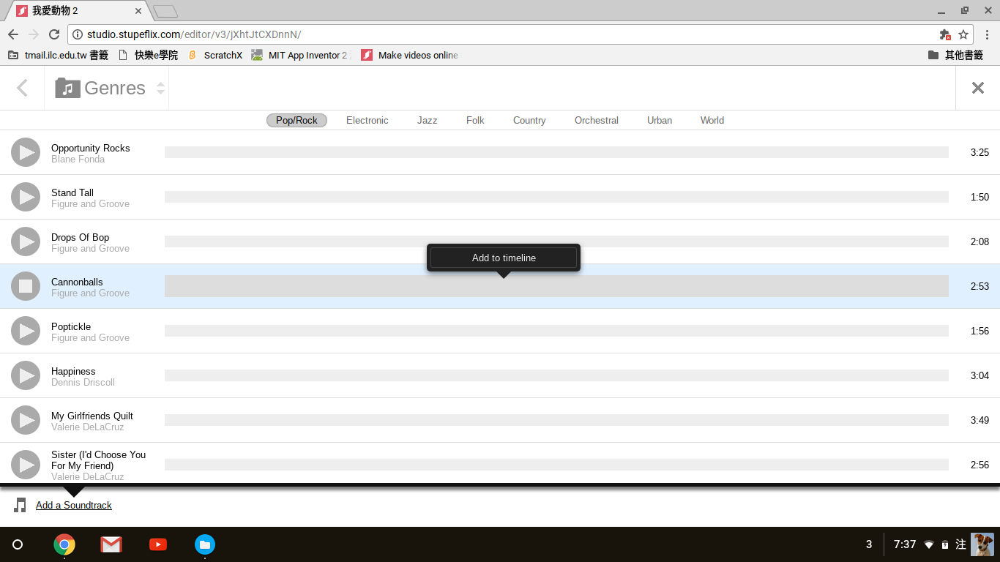 我愛動物 2
studio.stupeflix.com/editor/v3/jXhtJtCXDnnN/
tmail.ilc.edu.tw 書籤 快樂e學院 ScratchX MIT App Inventor 2 Make videos online 其他書籤
Genres
Pop/Rock Electronic Jazz Folk Country Orchestral Urban World
Opportunity Rocks
Blane Fonda
3:25
Stand Tall
Figure and Groove
1:50
Drops Of Bop
Figure and Groove
2:08
Add to timeline
Cannonballs
Figure and Groove
2:53
Poptickle
Figure and Groove
1:56
Happiness
Dennis Driscoll
3:04
My Girlfriends Quilt
Valerie DeLaCruz
3:49
Sister (I'd Choose You
For My Friend)
Valerie DeLaCruz
2:56
Add a Soundtrack
3 7:37 注